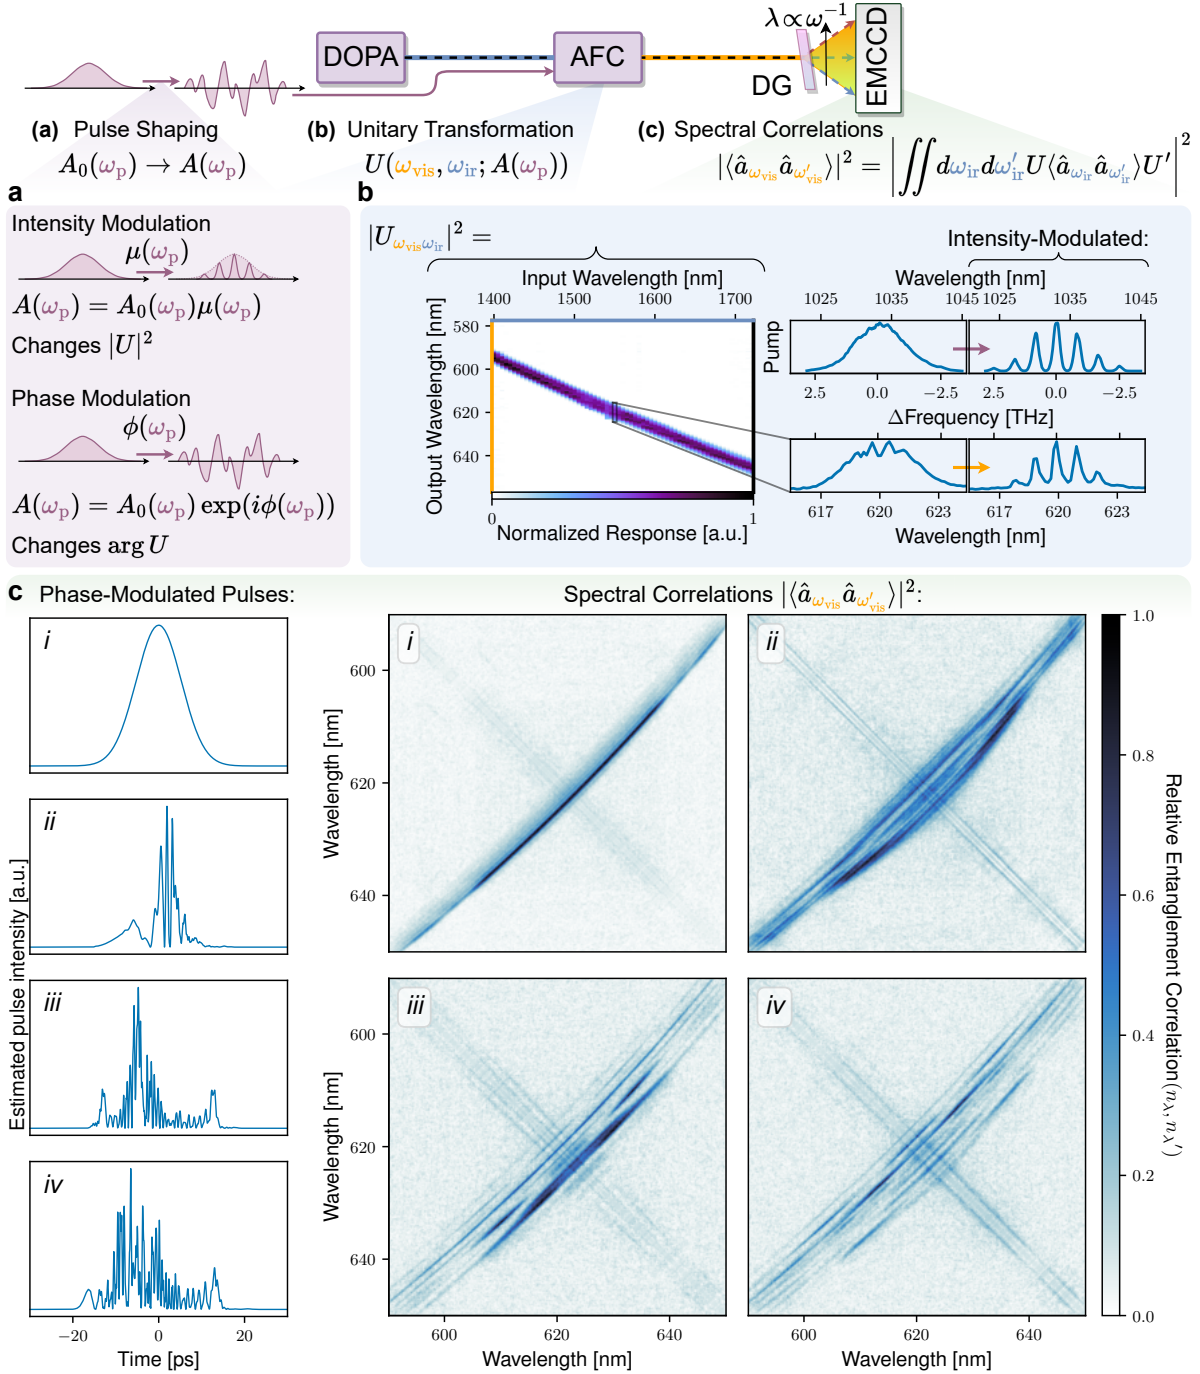 DOPA
AFC
λ∝ω⁻¹
DG
EMCCD
(a) Pulse Shaping
A₀(ωₚ) → A(ωₚ)
(b) Unitary Transformation
U(ω_vis, ω_ir; A(ωₚ))
(c) Spectral Correlations
|⟨â_ω_vis â_ω′_vis⟩|² = |∬dω_ir dω′_ir U⟨â_ω_ir â_ω′_ir⟩U′|²
a
Intensity Modulation
μ(ωₚ)
A(ωₚ) = A₀(ωₚ)μ(ωₚ)
Changes |U|²
Phase Modulation
ϕ(ωₚ)
A(ωₚ) = A₀(ωₚ) exp(iϕ(ωₚ))
Changes arg U
b
|U_ω_vis ω_ir|² =
Input Wavelength [nm]
1400 1500 1600 1700
Output Wavelength [nm]
580
600
620
640
0 1
Normalized Response [a.u.]
Intensity-Modulated:
Wavelength [nm]
1025 1035 1045 1025 1035 1045
Pump
2.5 0.0 −2.5 2.5 0.0 −2.5
ΔFrequency [THz]
617 620 623 617 620 623
Wavelength [nm]
c Phase-Modulated Pulses:
Spectral Correlations |⟨â_ω_vis â_ω′_vis⟩|²:
Estimated pulse intensity [a.u.]
i
ii
iii
iv
−20 0 20
Time [ps]
i
Wavelength [nm]
600
620
640
ii
iii
Wavelength [nm]
600
620
640
600 620 640
Wavelength [nm]
iv
600 620 640
Wavelength [nm]
1.0
0.8
0.6
0.4
0.2
0.0
Relative Entanglement Correlation(n_λ, n_λ′)